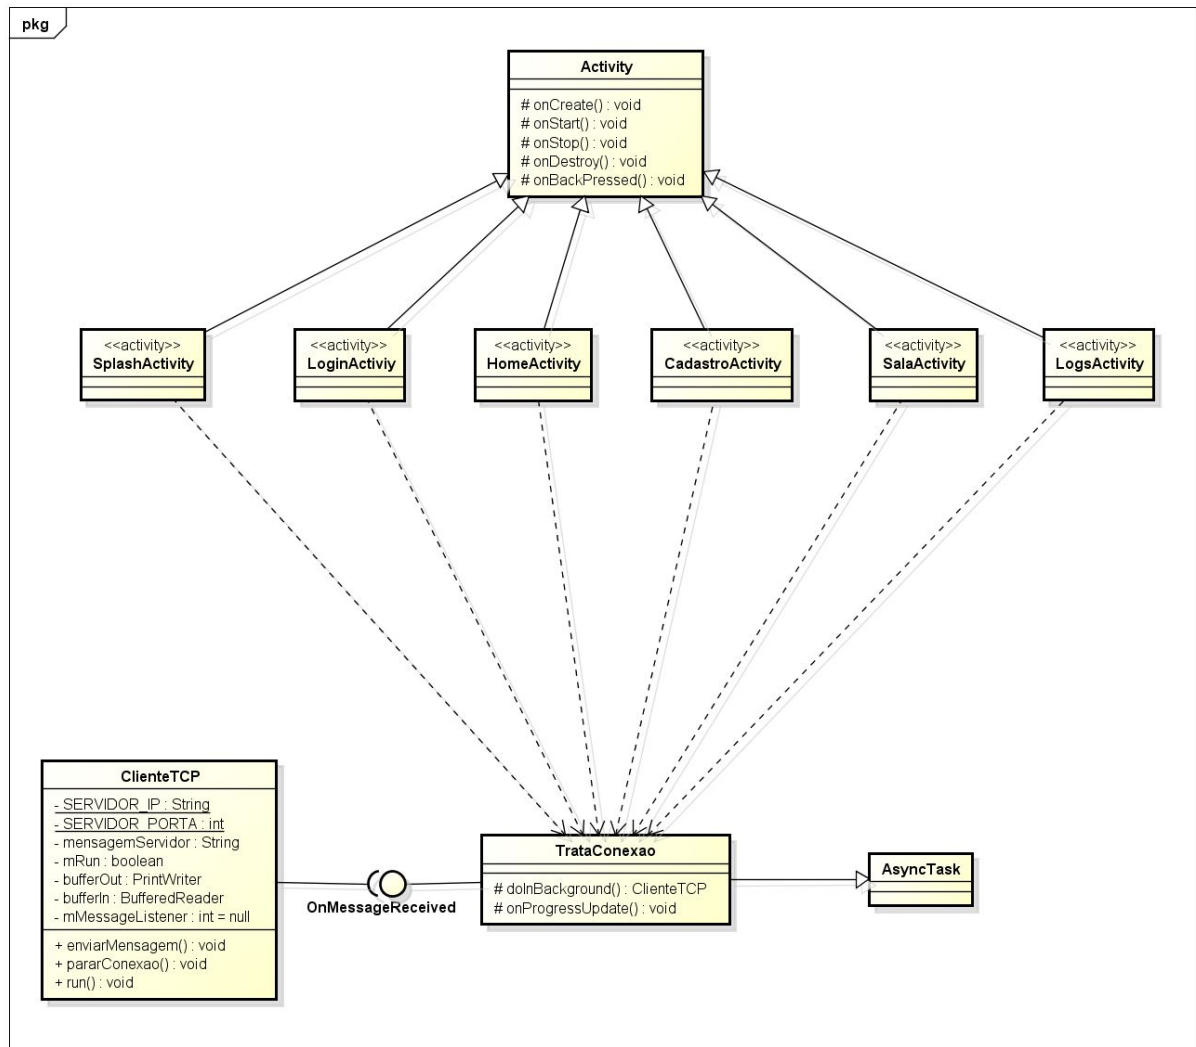 pkg
Activity
# onCreate() : void
# onStart() : void
# onStop() : void
# onDestroy() : void
# onBackPressed() : void
<<activity>>
SplashActivity
<<activity>>
LoginActiviy
<<activity>>
HomeActivity
<<activity>>
CadastroActivity
<<activity>>
SalaActivity
<<activity>>
LogsActivity
ClienteTCP
- SERVIDOR_IP : String
- SERVIDOR_PORTA : int
- mensagemServidor : String
- mRun : boolean
- bufferOut : PrintWriter
- bufferIn : BufferedReader
- mMessageListener : int = null
+ enviarMensagem() : void
+ pararConexao() : void
+ run() : void
OnMessageReceived
TrataConexao
# doInBackground() : ClienteTCP
# onProgressUpdate() : void
AsyncTask